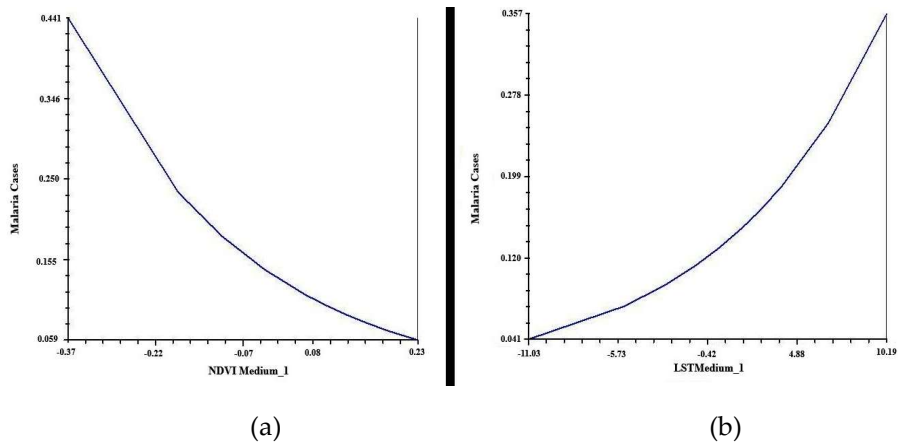 0.441
0.346
0.250
0.155
0.059
Malaria Cases
-0.37 -0.22 -0.07 0.08 0.23
NDVI Medium_1
(a)
0.357
0.278
0.199
0.120
0.041
Malaria Cases
-11.03 -5.73 -0.42 4.88 10.19
LSTMedium_1
(b)